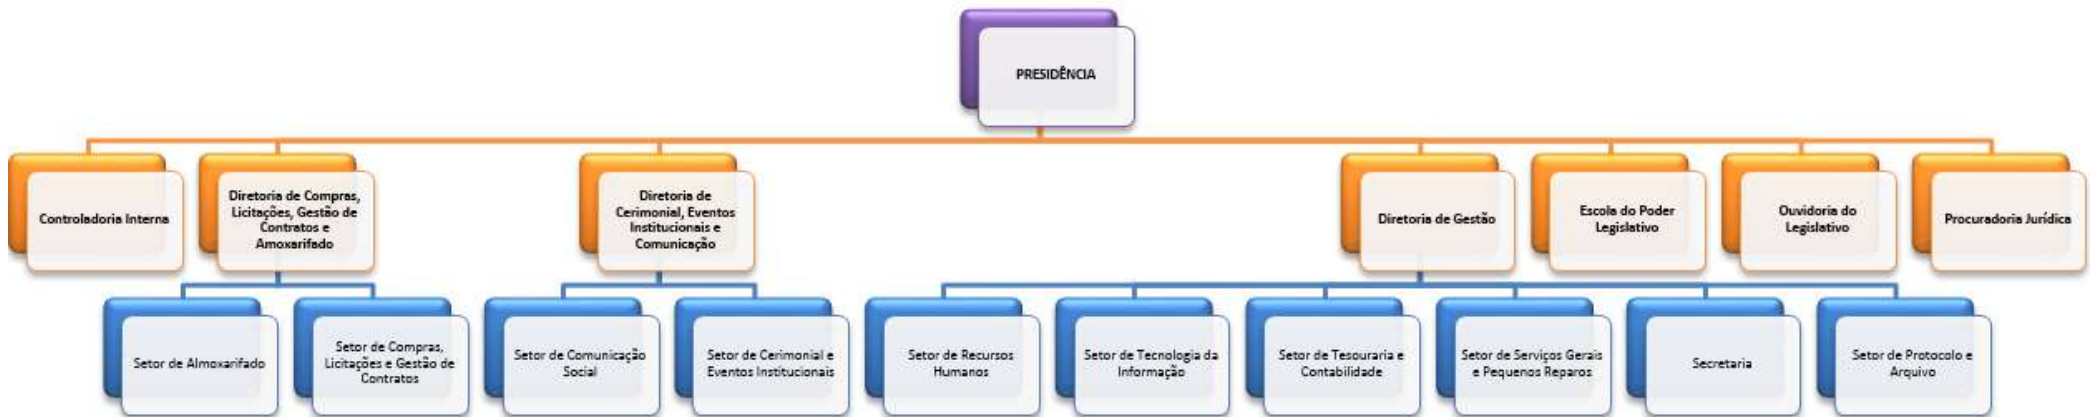 PRESIDÊNCIA
Controladoria Interna
Diretoria de Compras,
Licitações, Gestão de
Contratos e
Amoxarifado
Diretoria de
Cerimonial, Eventos
Institucionais e
Comunicação
Diretoria de Gestão
Escola do Poder
Legislativo
Ouvidoria do
Legislativo
Procuradoria Jurídica
Setor de Almoxarifado
Setor de Compras,
Licitações e Gestão de
Contratos
Setor de Comunicação
Social
Setor de Cerimonial e
Eventos Institucionais
Setor de Recursos
Humanos
Setor de Tecnologia da
Informação
Setor de Tesouraria e
Contabilidade
Setor de Serviços Gerais
e Pequenos Reparos
Secretaria
Setor de Protocolo e
Arquivo